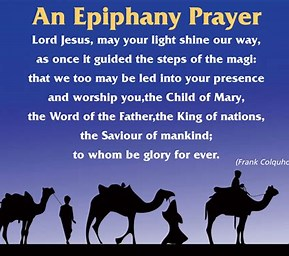 An Epiphany Prayer
Lord Jesus, may your light shine our way,
as once it guided the steps of the magi:
that we too may be led into your presence
and worship you,the Child of Mary,
the Word of the Father,the King of nations,
the Saviour of mankind;
to whom be glory for ever.
(Frank Colquho